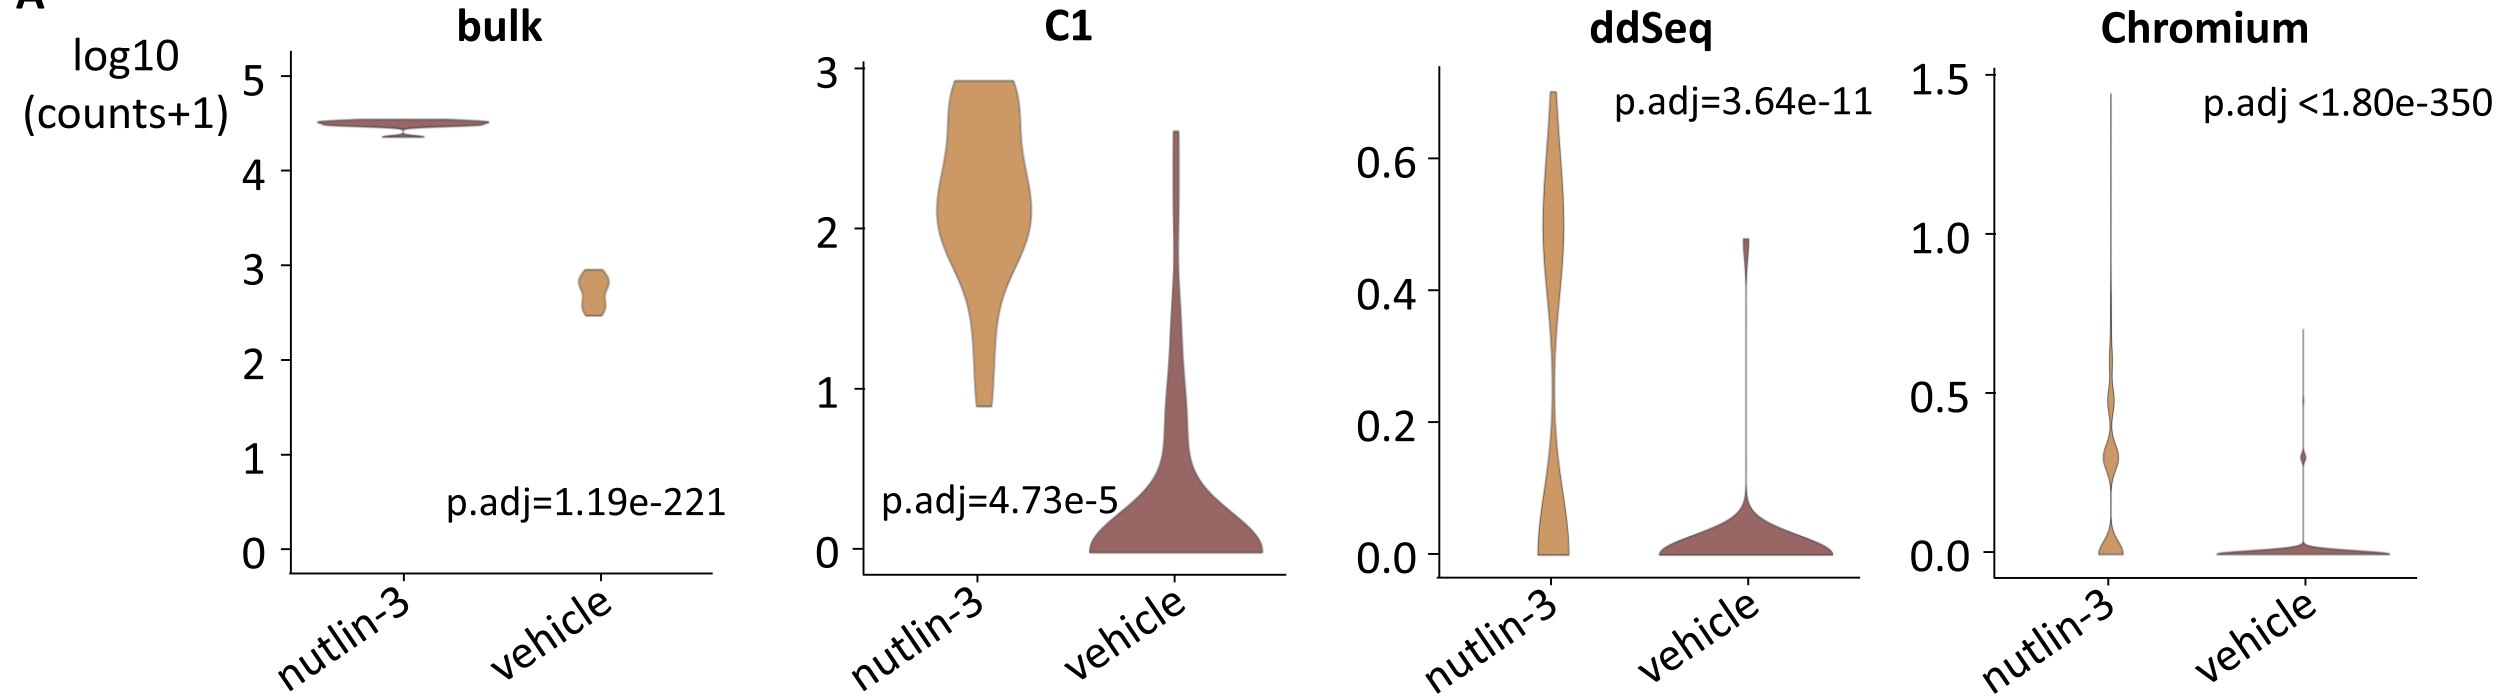 A
log10
(counts+1)
bulk
5
4
3
2
1
0
p.adj=1.19e-221
nutlin-3
vehicle
C1
3
2
1
0
p.adj=4.73e-5
nutlin-3
vehicle
ddSeq
0.6
0.4
0.2
0.0
p.adj=3.64e-11
nutlin-3
vehicle
Chromium
1.5
1.0
0.5
0.0
p.adj <1.80e-350
nutlin-3
vehicle